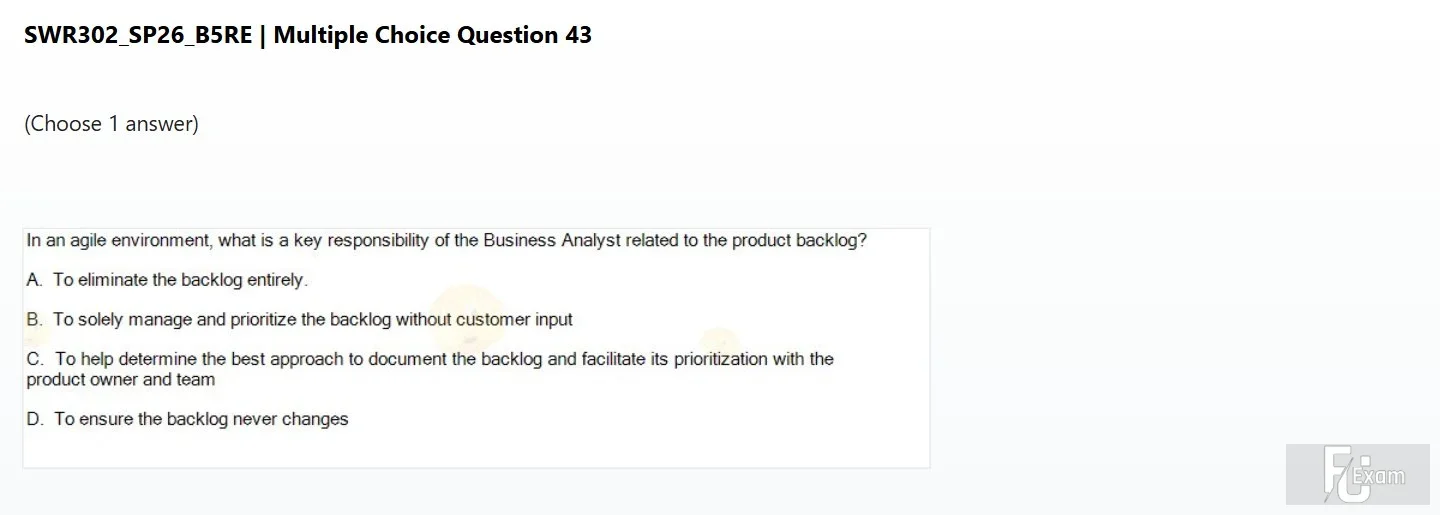 SWR302_SP26_B5RE | Multiple Choice Question 43
(Choose 1 answer)
In an agile environment, what is a key responsibility of the Business Analyst related to the product backlog?
A. To eliminate the backlog entirely.
B. To solely manage and prioritize the backlog without customer input
C. To help determine the best approach to document the backlog and facilitate its prioritization with the
product owner and team
D. To ensure the backlog never changes
FU Exam